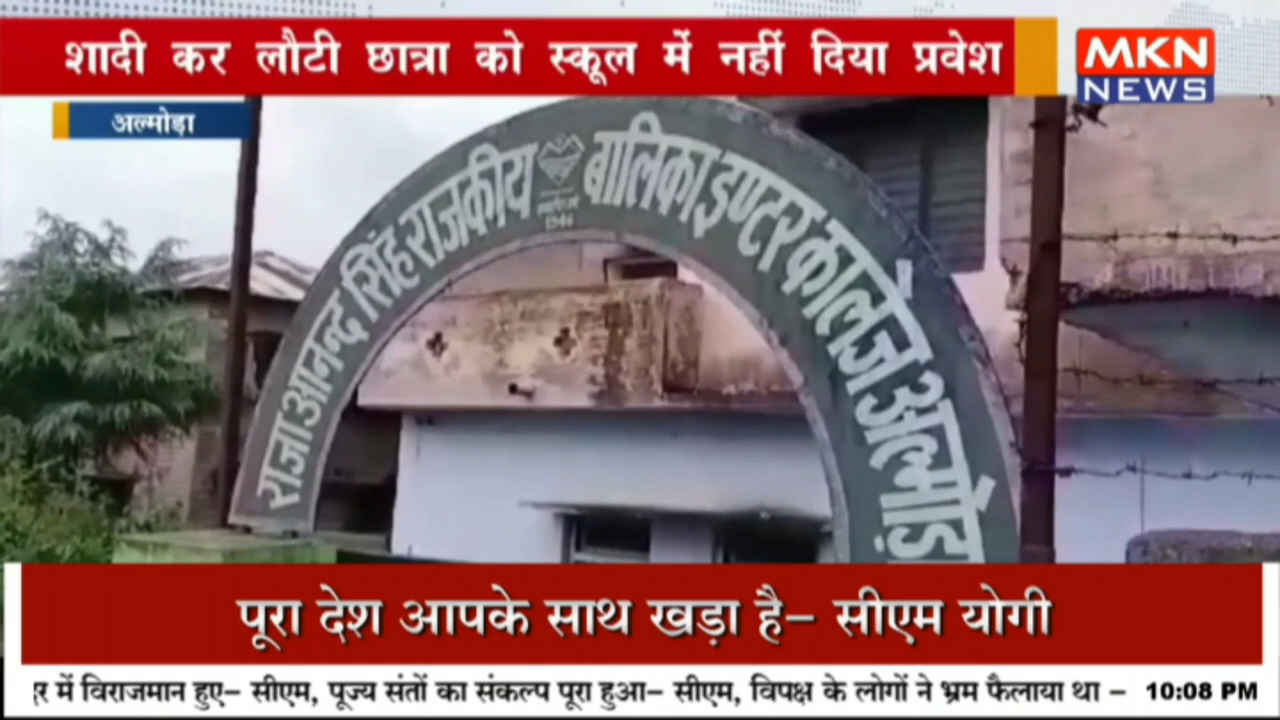 शादी कर लौटी छात्रा को स्कूल में नहीं दिया प्रवेश
MKN
NEWS
अल्मोड़ा
राजा आनन्द सिंह राजकीय बालिका इण्टर कालेज अल्मोड़ा
1946
पूरा देश आपके साथ खड़ा है– सीएम योगी
में विराजमान हुए– सीएम, पूज्य संतों का संकल्प पूरा हुआ– सीएम, विपक्ष के लोगों ने भ्रम फैलाया था –
10:08 PM